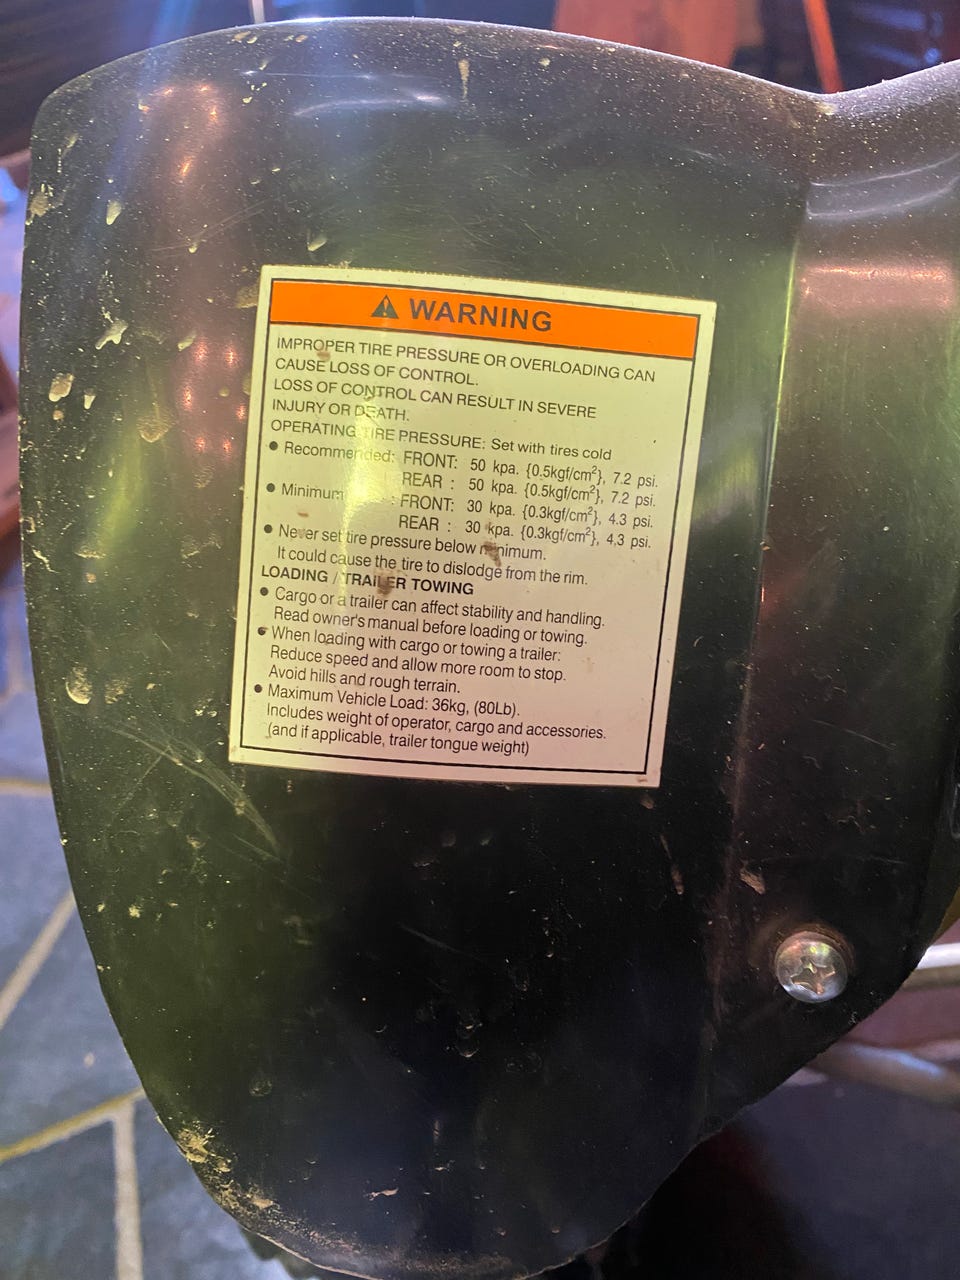 WARNING
IMPROPER TIRE PRESSURE OR OVERLOADING CAN
CAUSE LOSS OF CONTROL.
LOSS OF CONTROL CAN RESULT IN SEVERE
INJURY OR DEATH.
OPERATING TIRE PRESSURE: Set with tires cold
● Recommended: FRONT: 50 kpa. {0.5kgf/cm²}, 7.2 psi.
REAR : 50 kpa. {0.5kgf/cm²}, 7.2 psi.
● Minimum : FRONT: 30 kpa. {0.3kgf/cm²}, 4.3 psi.
REAR : 30 kpa. {0.3kgf/cm²}, 4.3 psi.
● Never set tire pressure below minimum.
It could cause the tire to dislodge from the rim.
LOADING / TRAILER TOWING
● Cargo or a trailer can affect stability and handling.
Read owner's manual before loading or towing.
● When loading with cargo or towing a trailer:
Reduce speed and allow more room to stop.
Avoid hills and rough terrain.
● Maximum Vehicle Load: 36kg, (80Lb).
Includes weight of operator, cargo and accessories.
(and if applicable, trailer tongue weight)